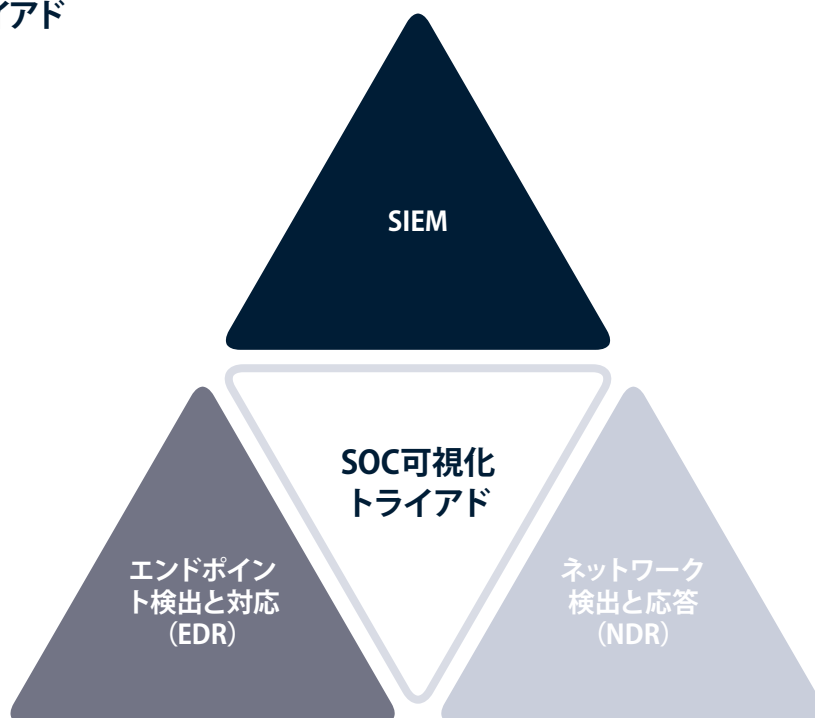 イアド
SIEM
SOC可視化
トライアド
エンドポイン
ト検出と対応
（EDR）
ネットワーク
検出と応答
（NDR）